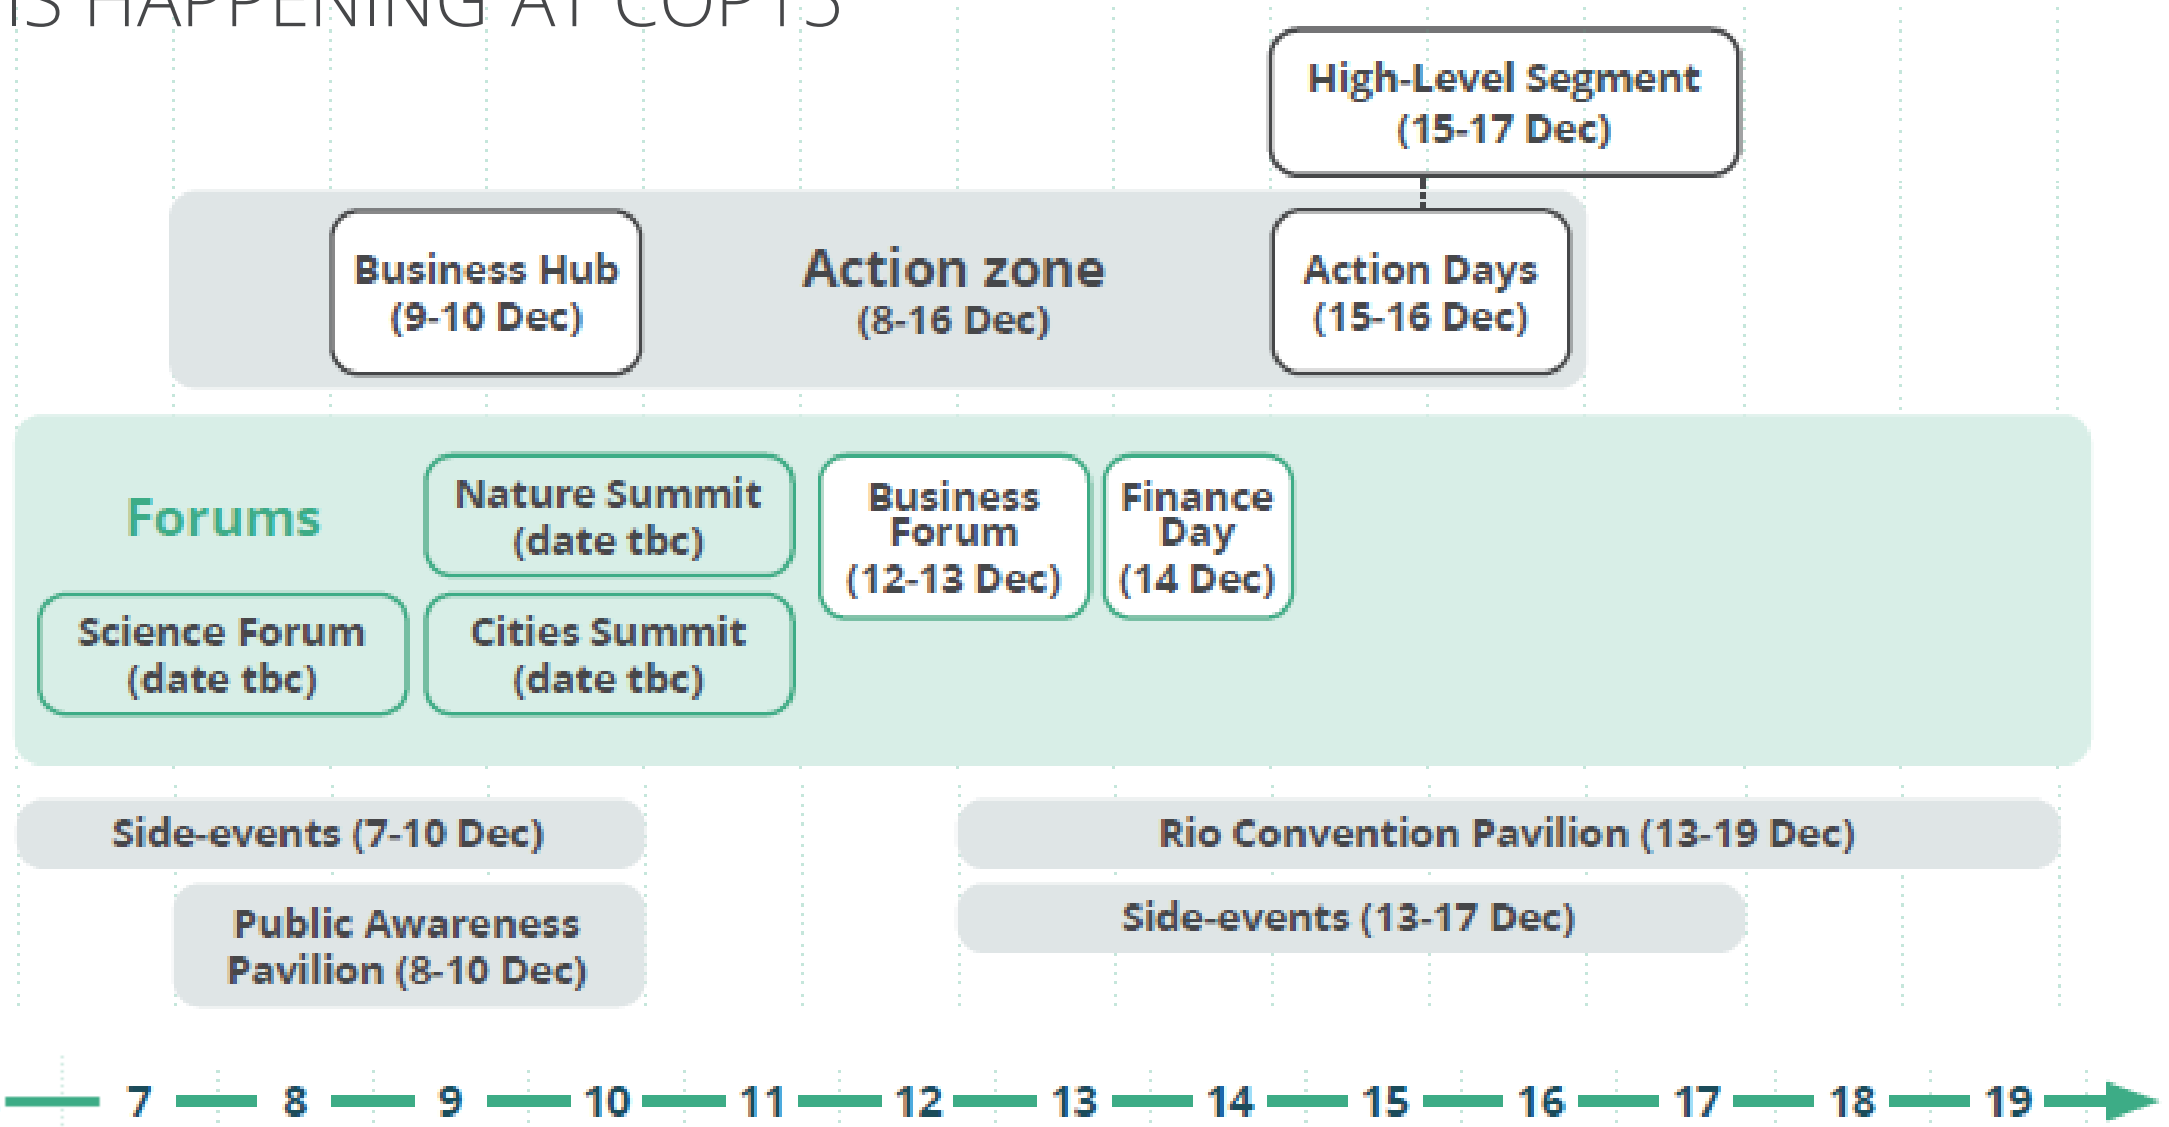 IS HAPPENING AT COP15
High-Level Segment
(15-17 Dec)
Business Hub
(9-10 Dec)
Action zone
(8-16 Dec)
Action Days
(15-16 Dec)
Forums
Nature Summit
(date tbc)
Business
Forum
(12-13 Dec)
Finance
Day
(14 Dec)
Science Forum
(date tbc)
Cities Summit
(date tbc)
Side-events (7-10 Dec)
Rio Convention Pavilion (13-19 Dec)
Public Awareness
Pavilion (8-10 Dec)
Side-events (13-17 Dec)
7 8 9 10 11 12 13 14 15 16 17 18 19